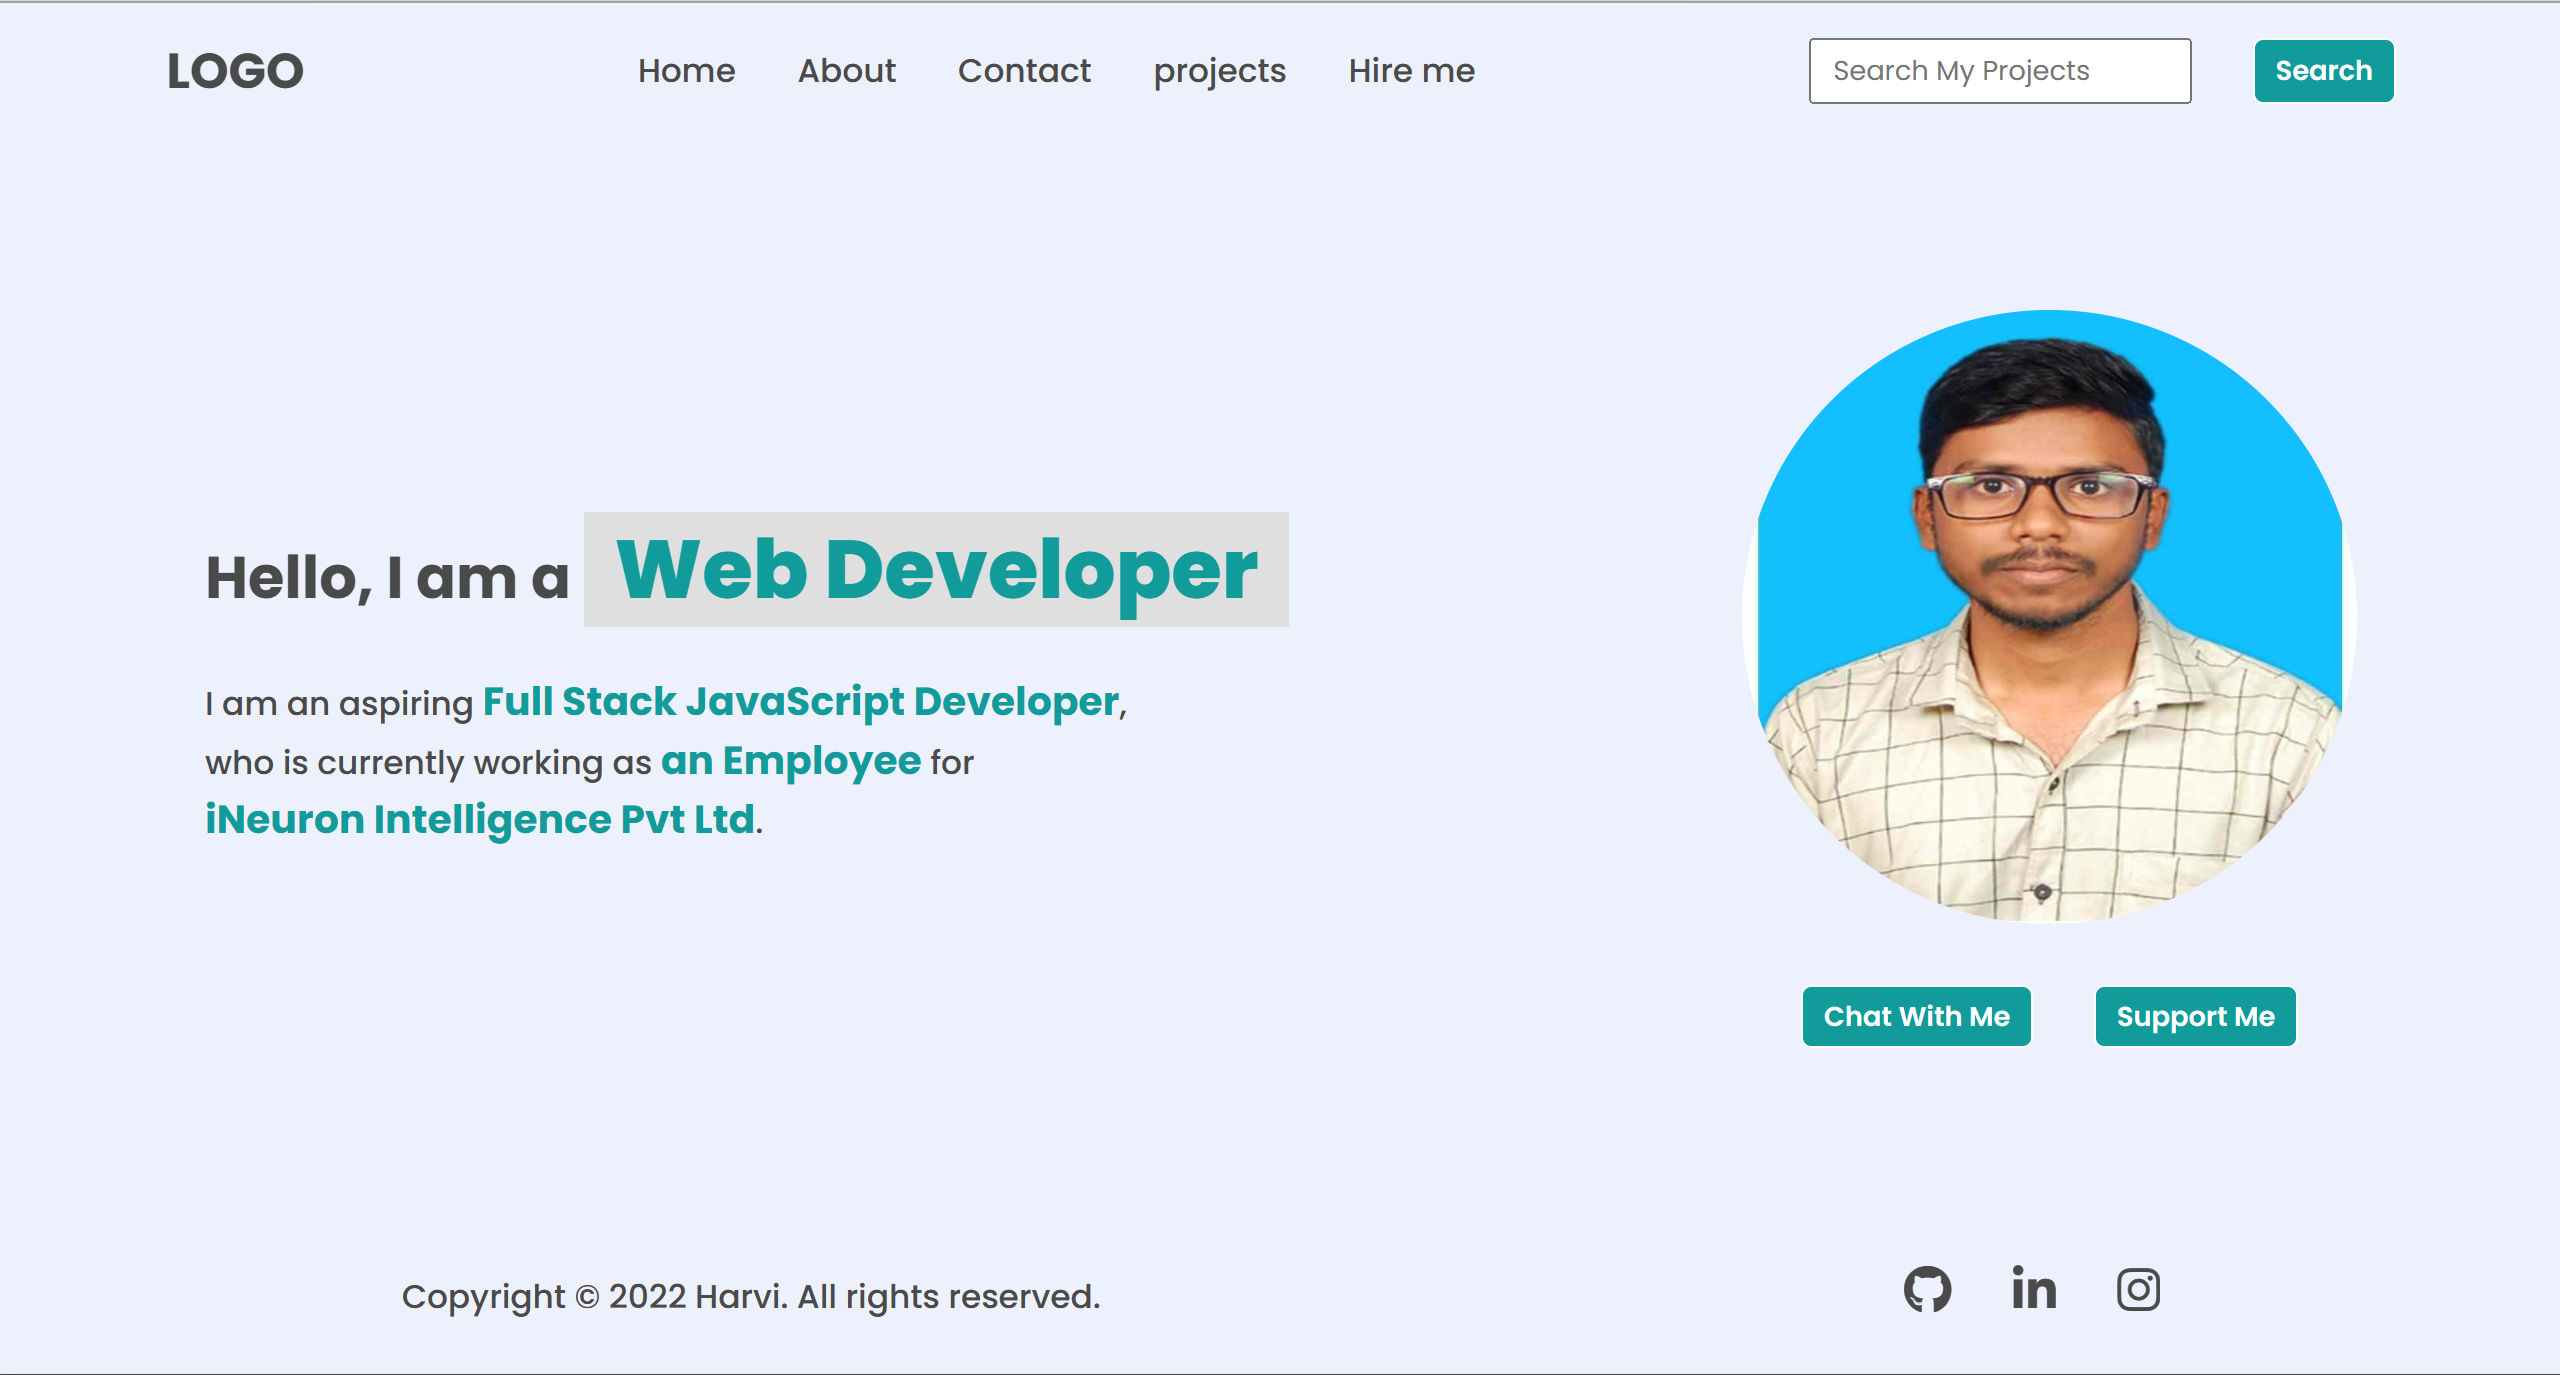 LOGO
Home About Contact projects Hire me
Search My Projects
Search
Hello, I am a Web Developer
I am an aspiring Full Stack JavaScript Developer,
who is currently working as an Employee for
iNeuron Intelligence Pvt Ltd.
Chat With Me
Support Me
Copyright © 2022 Harvi. All rights reserved.
in